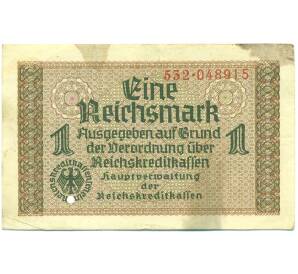 532·048915
Eine
Reichsmark
1 Ausgegeben auf Grund 1
der Verordnung über
Reichskreditkassen
Hauptverwaltung
der
Reichskreditkassen